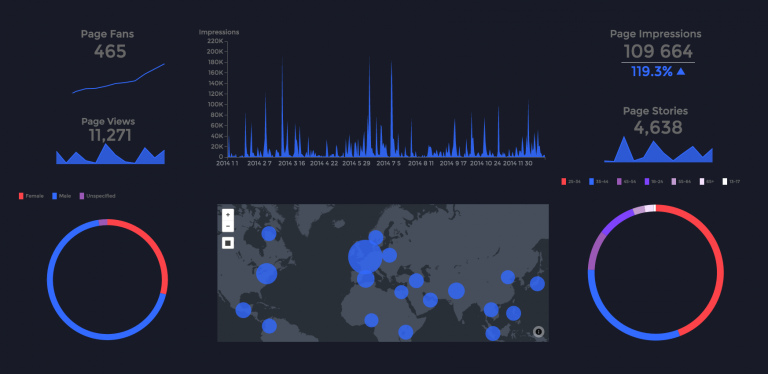 Page Fans
465
Page Views
11,271
Impressions
220K
200K
180K
160K
140K
120K
100K
80K
60K
40K
20K
0
2014 1 1
2014 2 7
2014 3 16
2014 4 22
2014 5 29
2014 7 5
2014 8 11
2014 9 17
2014 10 24
2014 11 30
Page Impressions
109 664
119.3%
Page Stories
4,638
Female Male Unspecified
+
−
25-34 35-44 45-54 18-24 55-64 65+ 13-17